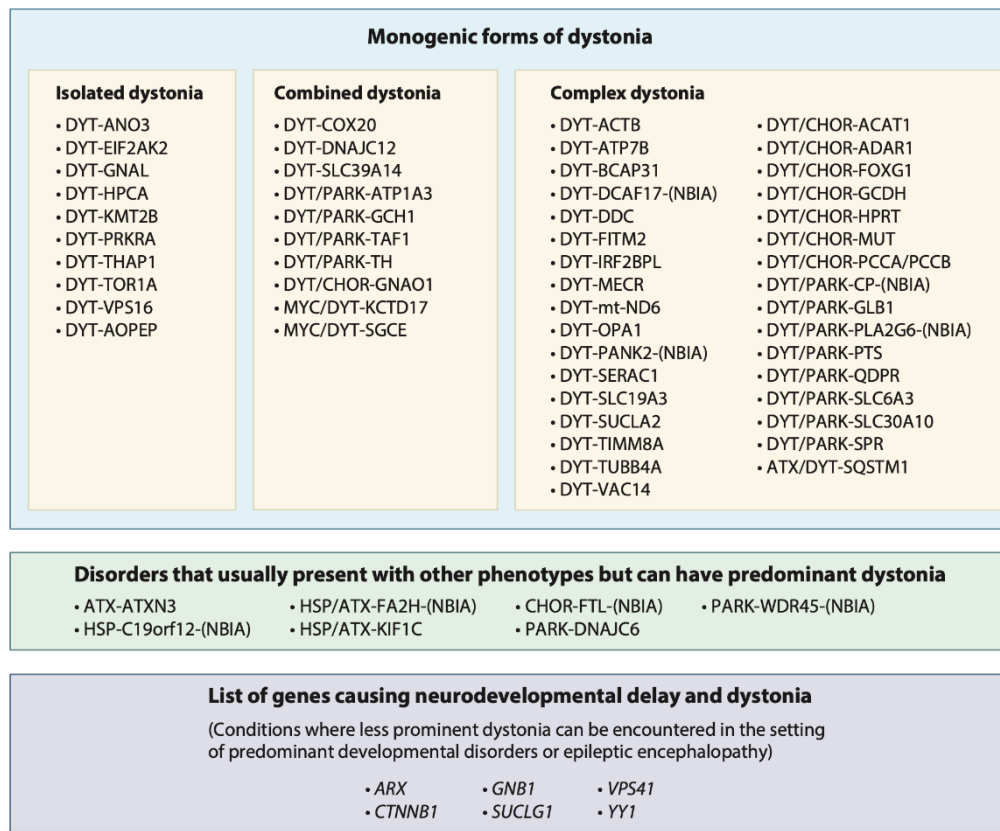 Monogenic forms of dystonia
Isolated dystonia
• DYT-ANO3
• DYT-EIF2AK2
• DYT-GNAL
• DYT-HPCA
• DYT-KMT2B
• DYT-PRKRA
• DYT-THAP1
• DYT-TOR1A
• DYT-VPS16
• DYT-AOPEP
Combined dystonia
• DYT-COX20
• DYT-DNAJC12
• DYT-SLC39A14
• DYT/PARK-ATP1A3
• DYT/PARK-GCH1
• DYT/PARK-TAF1
• DYT/PARK-TH
• DYT/CHOR-GNAO1
• MYC/DYT-KCTD17
• MYC/DYT-SGCE
Complex dystonia
• DYT-ACTB
• DYT-ATP7B
• DYT-BCAP31
• DYT-DCAF17-(NBIA)
• DYT-DDC
• DYT-FITM2
• DYT-IRF2BPL
• DYT-MECR
• DYT-mt-ND6
• DYT-OPA1
• DYT-PANK2-(NBIA)
• DYT-SERAC1
• DYT-SLC19A3
• DYT-SUCLA2
• DYT-TIMM8A
• DYT-TUBB4A
• DYT-VAC14
• DYT/CHOR-ACAT1
• DYT/CHOR-ADAR1
• DYT/CHOR-FOXG1
• DYT/CHOR-GCDH
• DYT/CHOR-HPRT
• DYT/CHOR-MUT
• DYT/CHOR-PCCA/PCCB
• DYT/PARK-CP-(NBIA)
• DYT/PARK-GLB1
• DYT/PARK-PLA2G6-(NBIA)
• DYT/PARK-PTS
• DYT/PARK-QDPR
• DYT/PARK-SLC6A3
• DYT/PARK-SLC30A10
• DYT/PARK-SPR
• ATX/DYT-SQSTM1
Disorders that usually present with other phenotypes but can have predominant dystonia
• ATX-ATXN3
• HSP-C19orf12-(NBIA)
• HSP/ATX-FA2H-(NBIA)
• HSP/ATX-KIF1C
• CHOR-FTL-(NBIA)
• PARK-DNAJC6
• PARK-WDR45-(NBIA)
List of genes causing neurodevelopmental delay and dystonia
(Conditions where less prominent dystonia can be encountered in the setting
of predominant developmental disorders or epileptic encephalopathy)
• ARX
• CTNNB1
• GNB1
• SUCLG1
• VPS41
• YY1